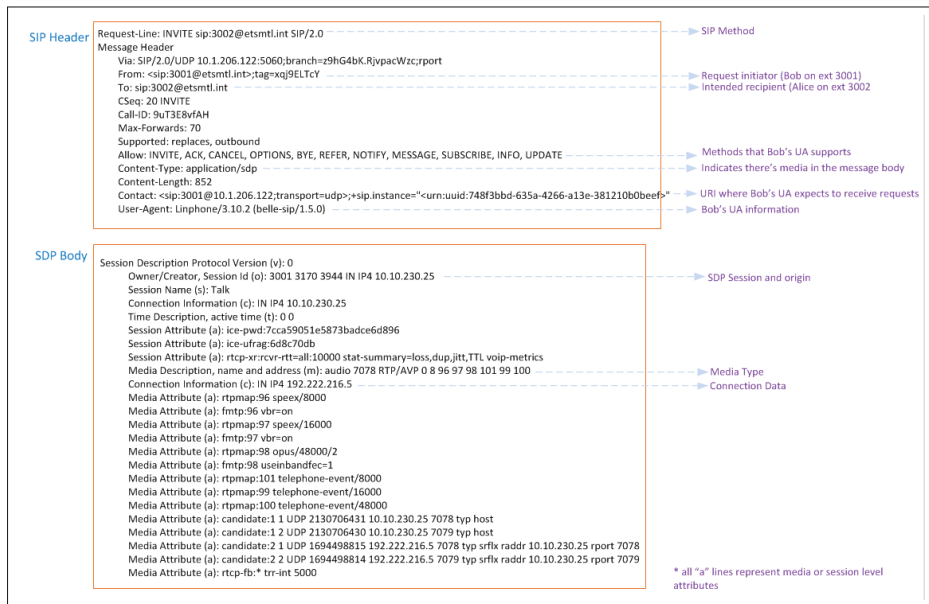 SIP Header
Request-Line: INVITE sip:3002@etsmtl.int SIP/2.0
SIP Method
Message Header
Via: SIP/2.0/UDP 10.1.206.122:5060;branch=z9hG4bK.RjvpacWzc;rport
From: <sip:3001@etsmtl.int>;tag=xqj9ELTcY
Request initiator (Bob on ext 3001)
To: sip:3002@etsmtl.int
Intended recipient (Alice on ext 3002
CSeq: 20 INVITE
Call-ID: 9uT3E8vfAH
Max-Forwards: 70
Supported: replaces, outbound
Allow: INVITE, ACK, CANCEL, OPTIONS, BYE, REFER, NOTIFY, MESSAGE, SUBSCRIBE, INFO, UPDATE
Methods that Bob's UA supports
Content-Type: application/sdp
Indicates there's media in the message body
Content-Length: 852
Contact: <sip:3001@10.1.206.122;transport=udp>;+sip.instance="<urn:uuid:748f3bbd-635a-4266-a13e-381210b0beef>"
URI where Bob's UA expects to receive requests
User-Agent: Linphone/3.10.2 (belle-sip/1.5.0)
Bob's UA information
SDP Body
Session Description Protocol Version (v): 0
Owner/Creator, Session Id (o): 3001 3170 3944 IN IP4 10.10.230.25
SDP Session and origin
Session Name (s): Talk
Connection Information (c): IN IP4 10.10.230.25
Time Description, active time (t): 0 0
Session Attribute (a): ice-pwd:7cca59051e5873badce6d896
Session Attribute (a): ice-ufrag:6d8c70db
Session Attribute (a): rtcp-xr:rcvr-rtt=all:10000 stat-summary=loss,dup,jitt,TTL voip-metrics
Media Description, name and address (m): audio 7078 RTP/AVP 0 8 96 97 98 101 99 100
Media Type
Connection Information (c): IN IP4 192.222.216.5
Connection Data
Media Attribute (a): rtpmap:96 speex/8000
Media Attribute (a): fmtp:96 vbr=on
Media Attribute (a): rtpmap:97 speex/16000
Media Attribute (a): fmtp:97 vbr=on
Media Attribute (a): rtpmap:98 opus/48000/2
Media Attribute (a): fmtp:98 useinbandfec=1
Media Attribute (a): rtpmap:101 telephone-event/8000
Media Attribute (a): rtpmap:99 telephone-event/16000
Media Attribute (a): rtpmap:100 telephone-event/48000
Media Attribute (a): candidate:1 1 UDP 2130706431 10.10.230.25 7078 typ host
Media Attribute (a): candidate:1 2 UDP 2130706430 10.10.230.25 7079 typ host
Media Attribute (a): candidate:2 1 UDP 1694498815 192.222.216.5 7078 typ srflx raddr 10.10.230.25 rport 7078
Media Attribute (a): candidate:2 2 UDP 1694498814 192.222.216.5 7079 typ srflx raddr 10.10.230.25 rport 7079
Media Attribute (a): rtcp-fb:* trr-int 5000
* all "a" lines represent media or session level
attributes